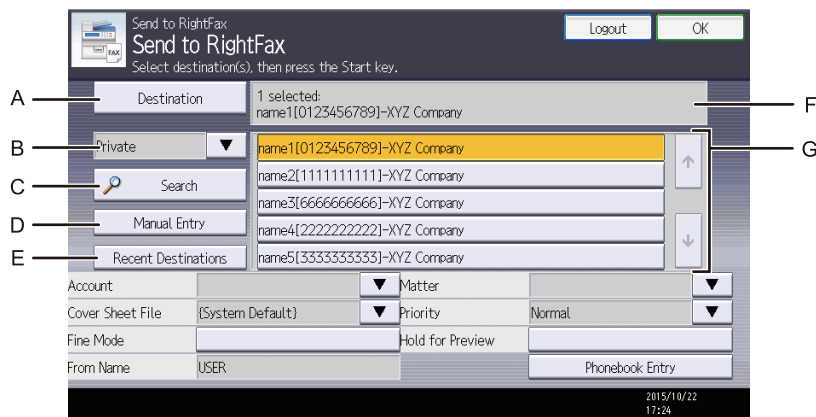 Send to RightFax
Send to RightFax
Select destination(s), then press the Start key.
Logout
OK
FAX
A
Destination
1 selected:
name1[0123456789]-XYZ Company
F
B
Private
name1[0123456789]-XYZ Company
G
C
Search
name2[1111111111]-XYZ Company
name3[6666666666]-XYZ Company
D
Manual Entry
name4[2222222222]-XYZ Company
E
Recent Destinations
name5[3333333333]-XYZ Company
Account
Matter
Cover Sheet File
{System Default}
Priority
Normal
Fine Mode
Hold for Preview
From Name
USER
Phonebook Entry
2015/10/22
17:24